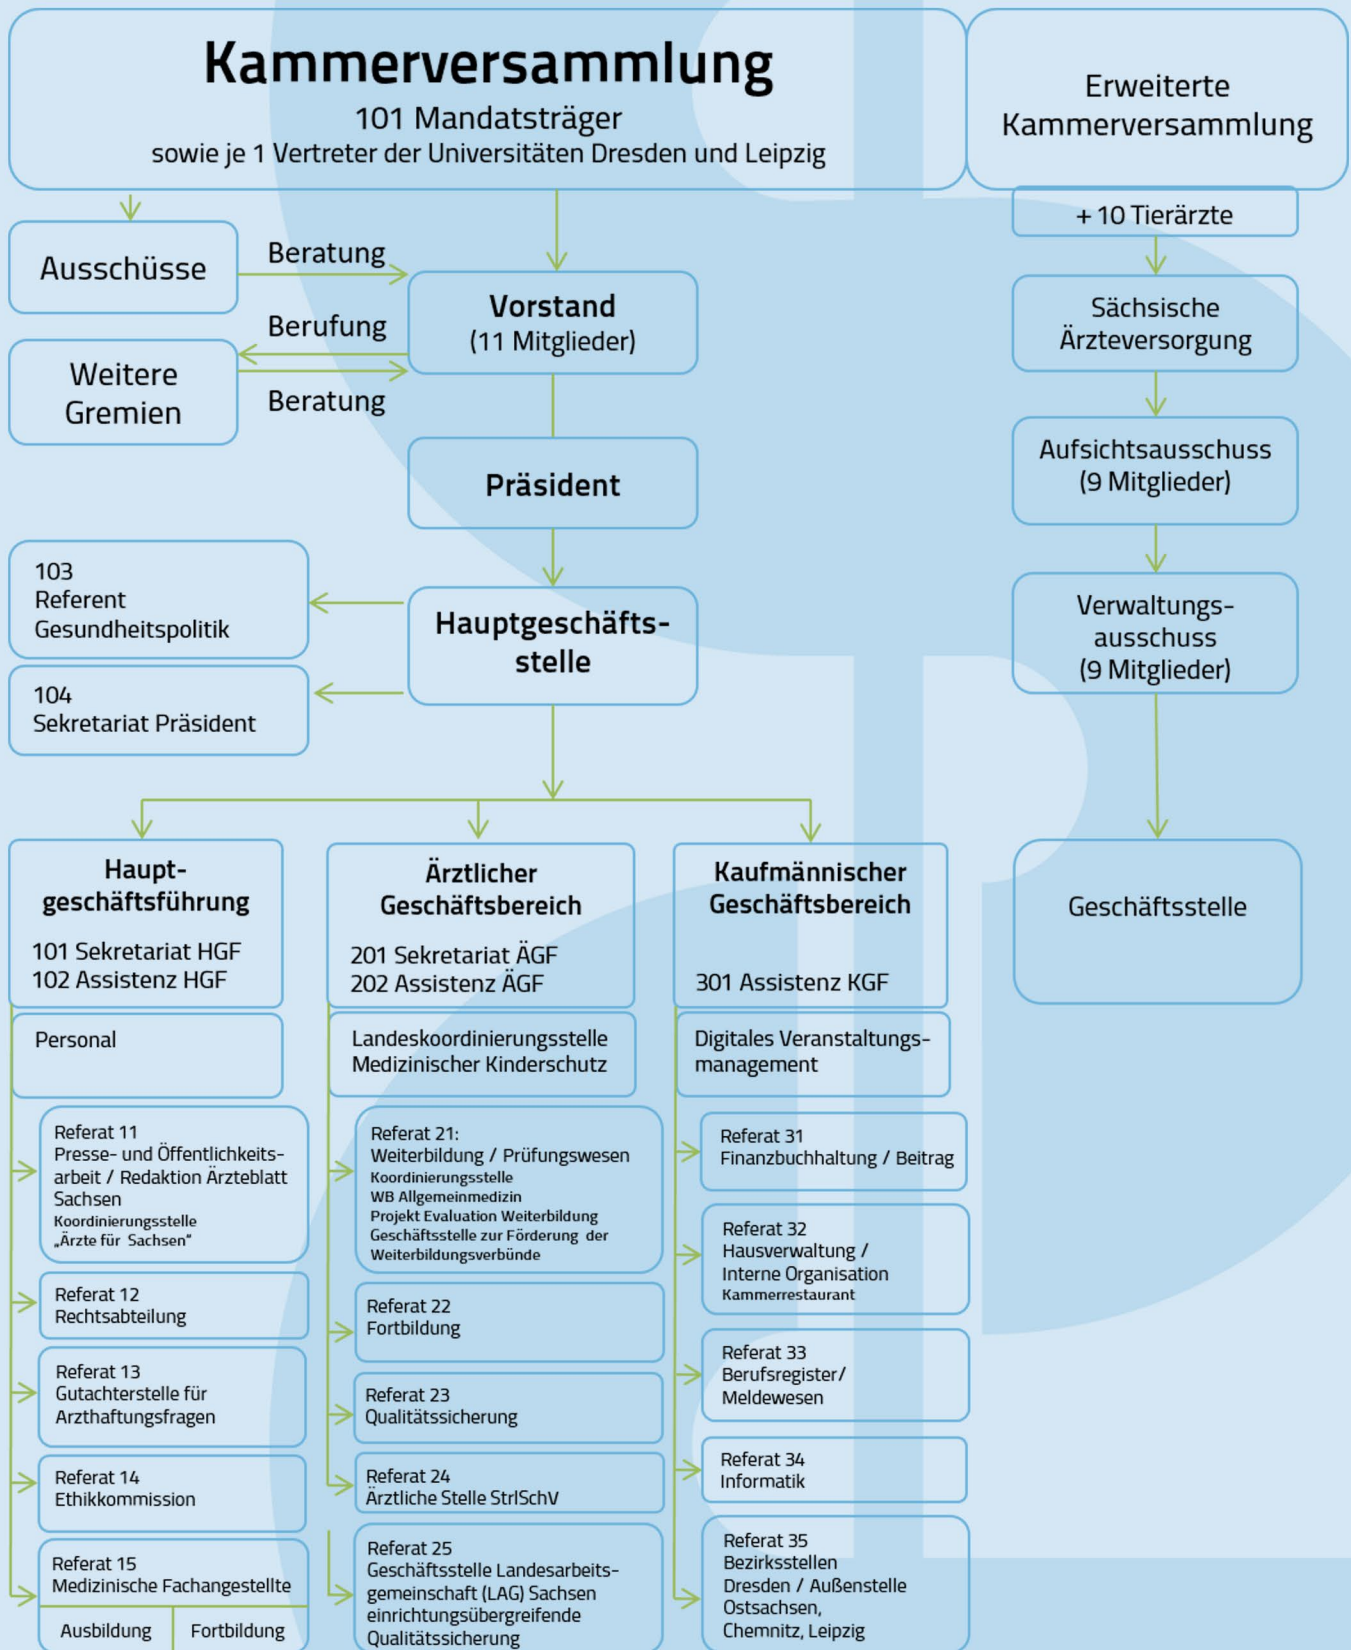 Kammerversammlung
101 Mandatsträger
sowie je 1 Vertreter der Universitäten Dresden und Leipzig
Erweiterte
Kammerversammlung
+ 10 Tierärzte
Ausschüsse
Beratung
Vorstand
(11 Mitglieder)
Berufung
Weitere
Gremien
Beratung
Präsident
103
Referent
Gesundheitspolitik
Hauptgeschäfts-
stelle
104
Sekretariat Präsident
Sächsische
Ärzteversorgung
Aufsichtsausschuss
(9 Mitglieder)
Verwaltungs-
ausschuss
(9 Mitglieder)
Geschäftsstelle
Haupt-
geschäftsführung
101 Sekretariat HGF
102 Assistenz HGF
Personal
Referat 11
Presse- und Öffentlichkeits-
arbeit / Redaktion Ärzteblatt
Sachsen
Koordinierungsstelle
„Ärzte für Sachsen“
Referat 12
Rechtsabteilung
Referat 13
Gutachterstelle für
Arzthaftungsfragen
Referat 14
Ethikkommission
Referat 15
Medizinische Fachangestellte
Ausbildung
Fortbildung
Ärztlicher
Geschäftsbereich
201 Sekretariat ÄGF
202 Assistenz ÄGF
Landeskoordinierungsstelle
Medizinischer Kinderschutz
Referat 21:
Weiterbildung / Prüfungswesen
Koordinierungsstelle
WB Allgemeinmedizin
Projekt Evaluation Weiterbildung
Geschäftsstelle zur Förderung der
Weiterbildungsverbünde
Referat 22
Fortbildung
Referat 23
Qualitätssicherung
Referat 24
Ärztliche Stelle StrlSchV
Referat 25
Geschäftsstelle Landesarbeits-
gemeinschaft (LAG) Sachsen
einrichtungsübergreifende
Qualitätssicherung
Kaufmännischer
Geschäftsbereich
301 Assistenz KGF
Digitales Veranstaltungs-
management
Referat 31
Finanzbuchhaltung / Beitrag
Referat 32
Hausverwaltung /
Interne Organisation
Kammerrestaurant
Referat 33
Berufsregister/
Meldewesen
Referat 34
Informatik
Referat 35
Bezirksstellen
Dresden / Außenstelle
Ostsachsen,
Chemnitz, Leipzig